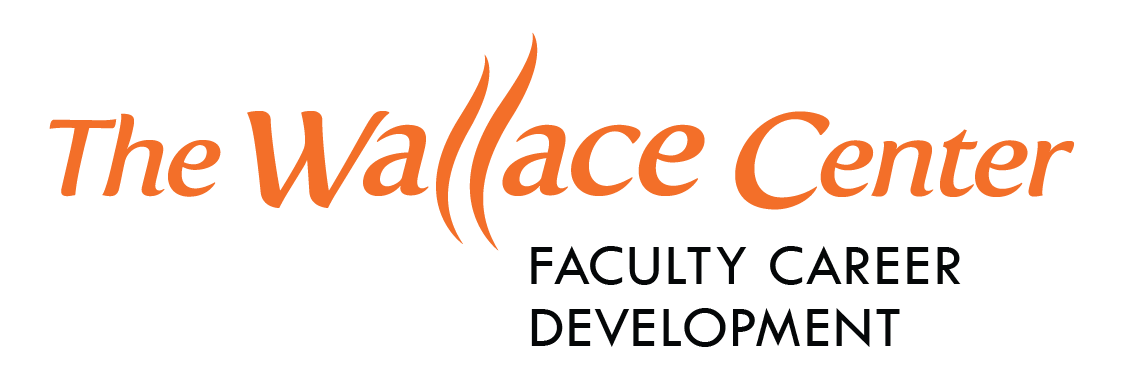 The Wallace Center
FACULTY CAREER
DEVELOPMENT